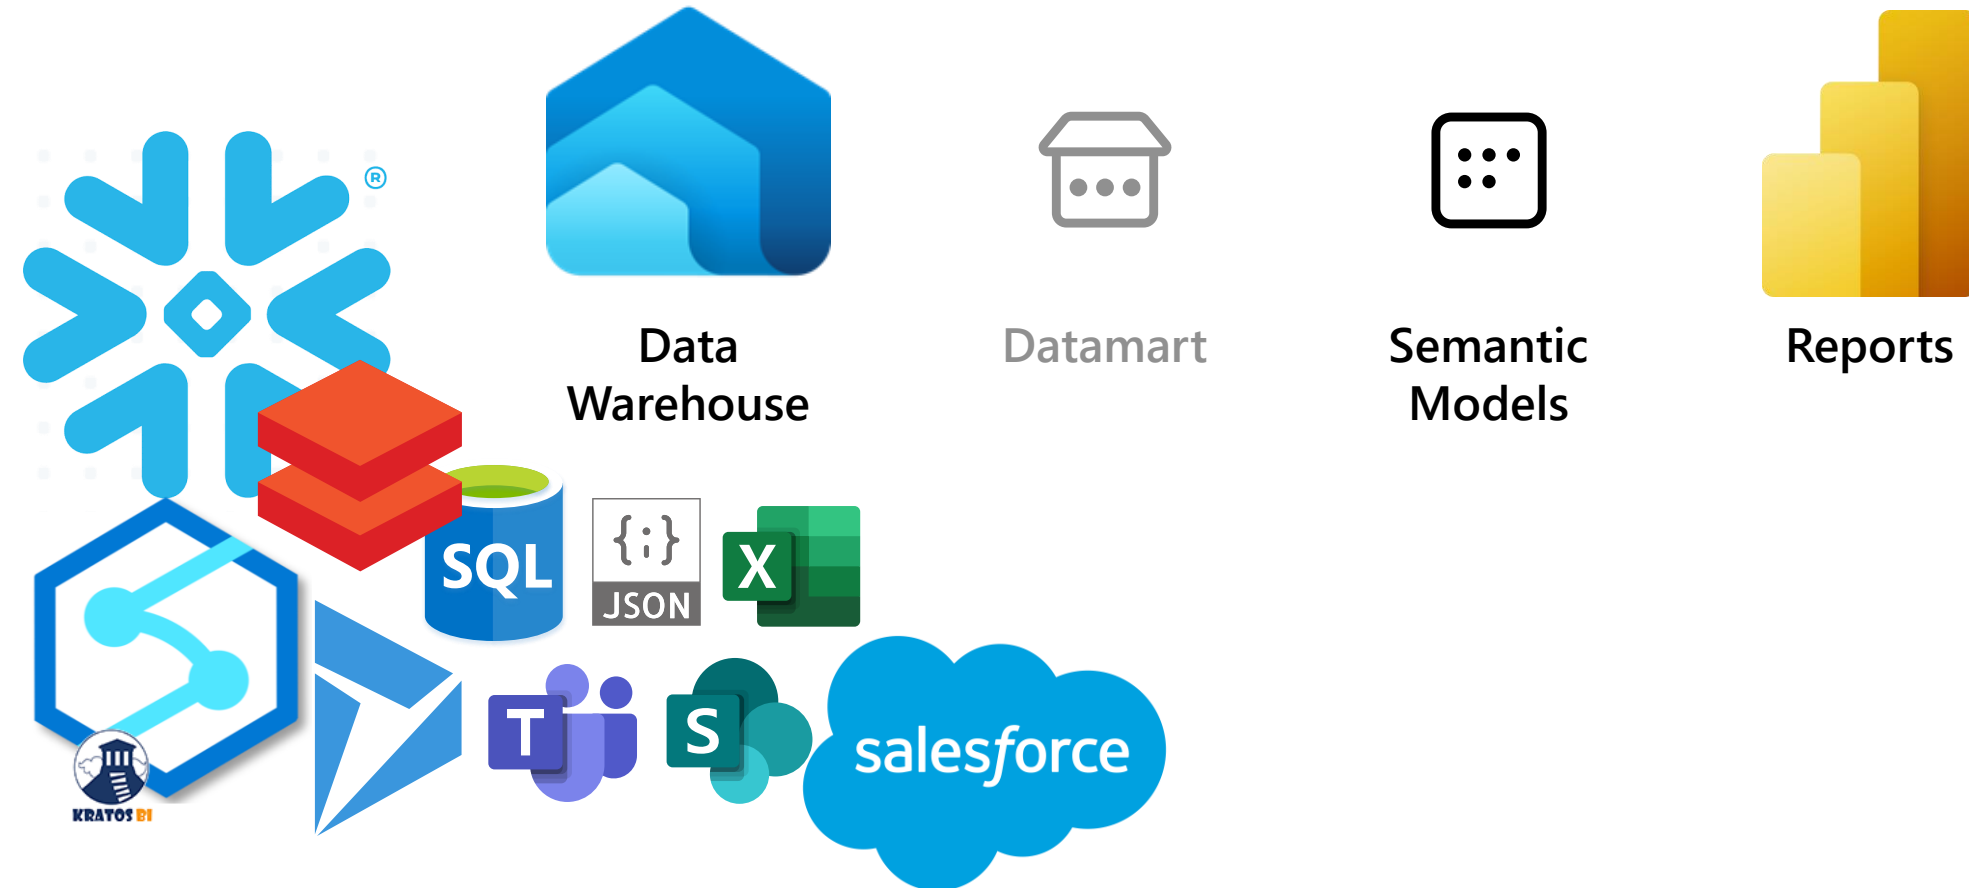 ®
Data
Warehouse
Datamart
Semantic
Models
Reports
SQL
{;}
JSON
X
T
S
salesforce
KRATOS BI